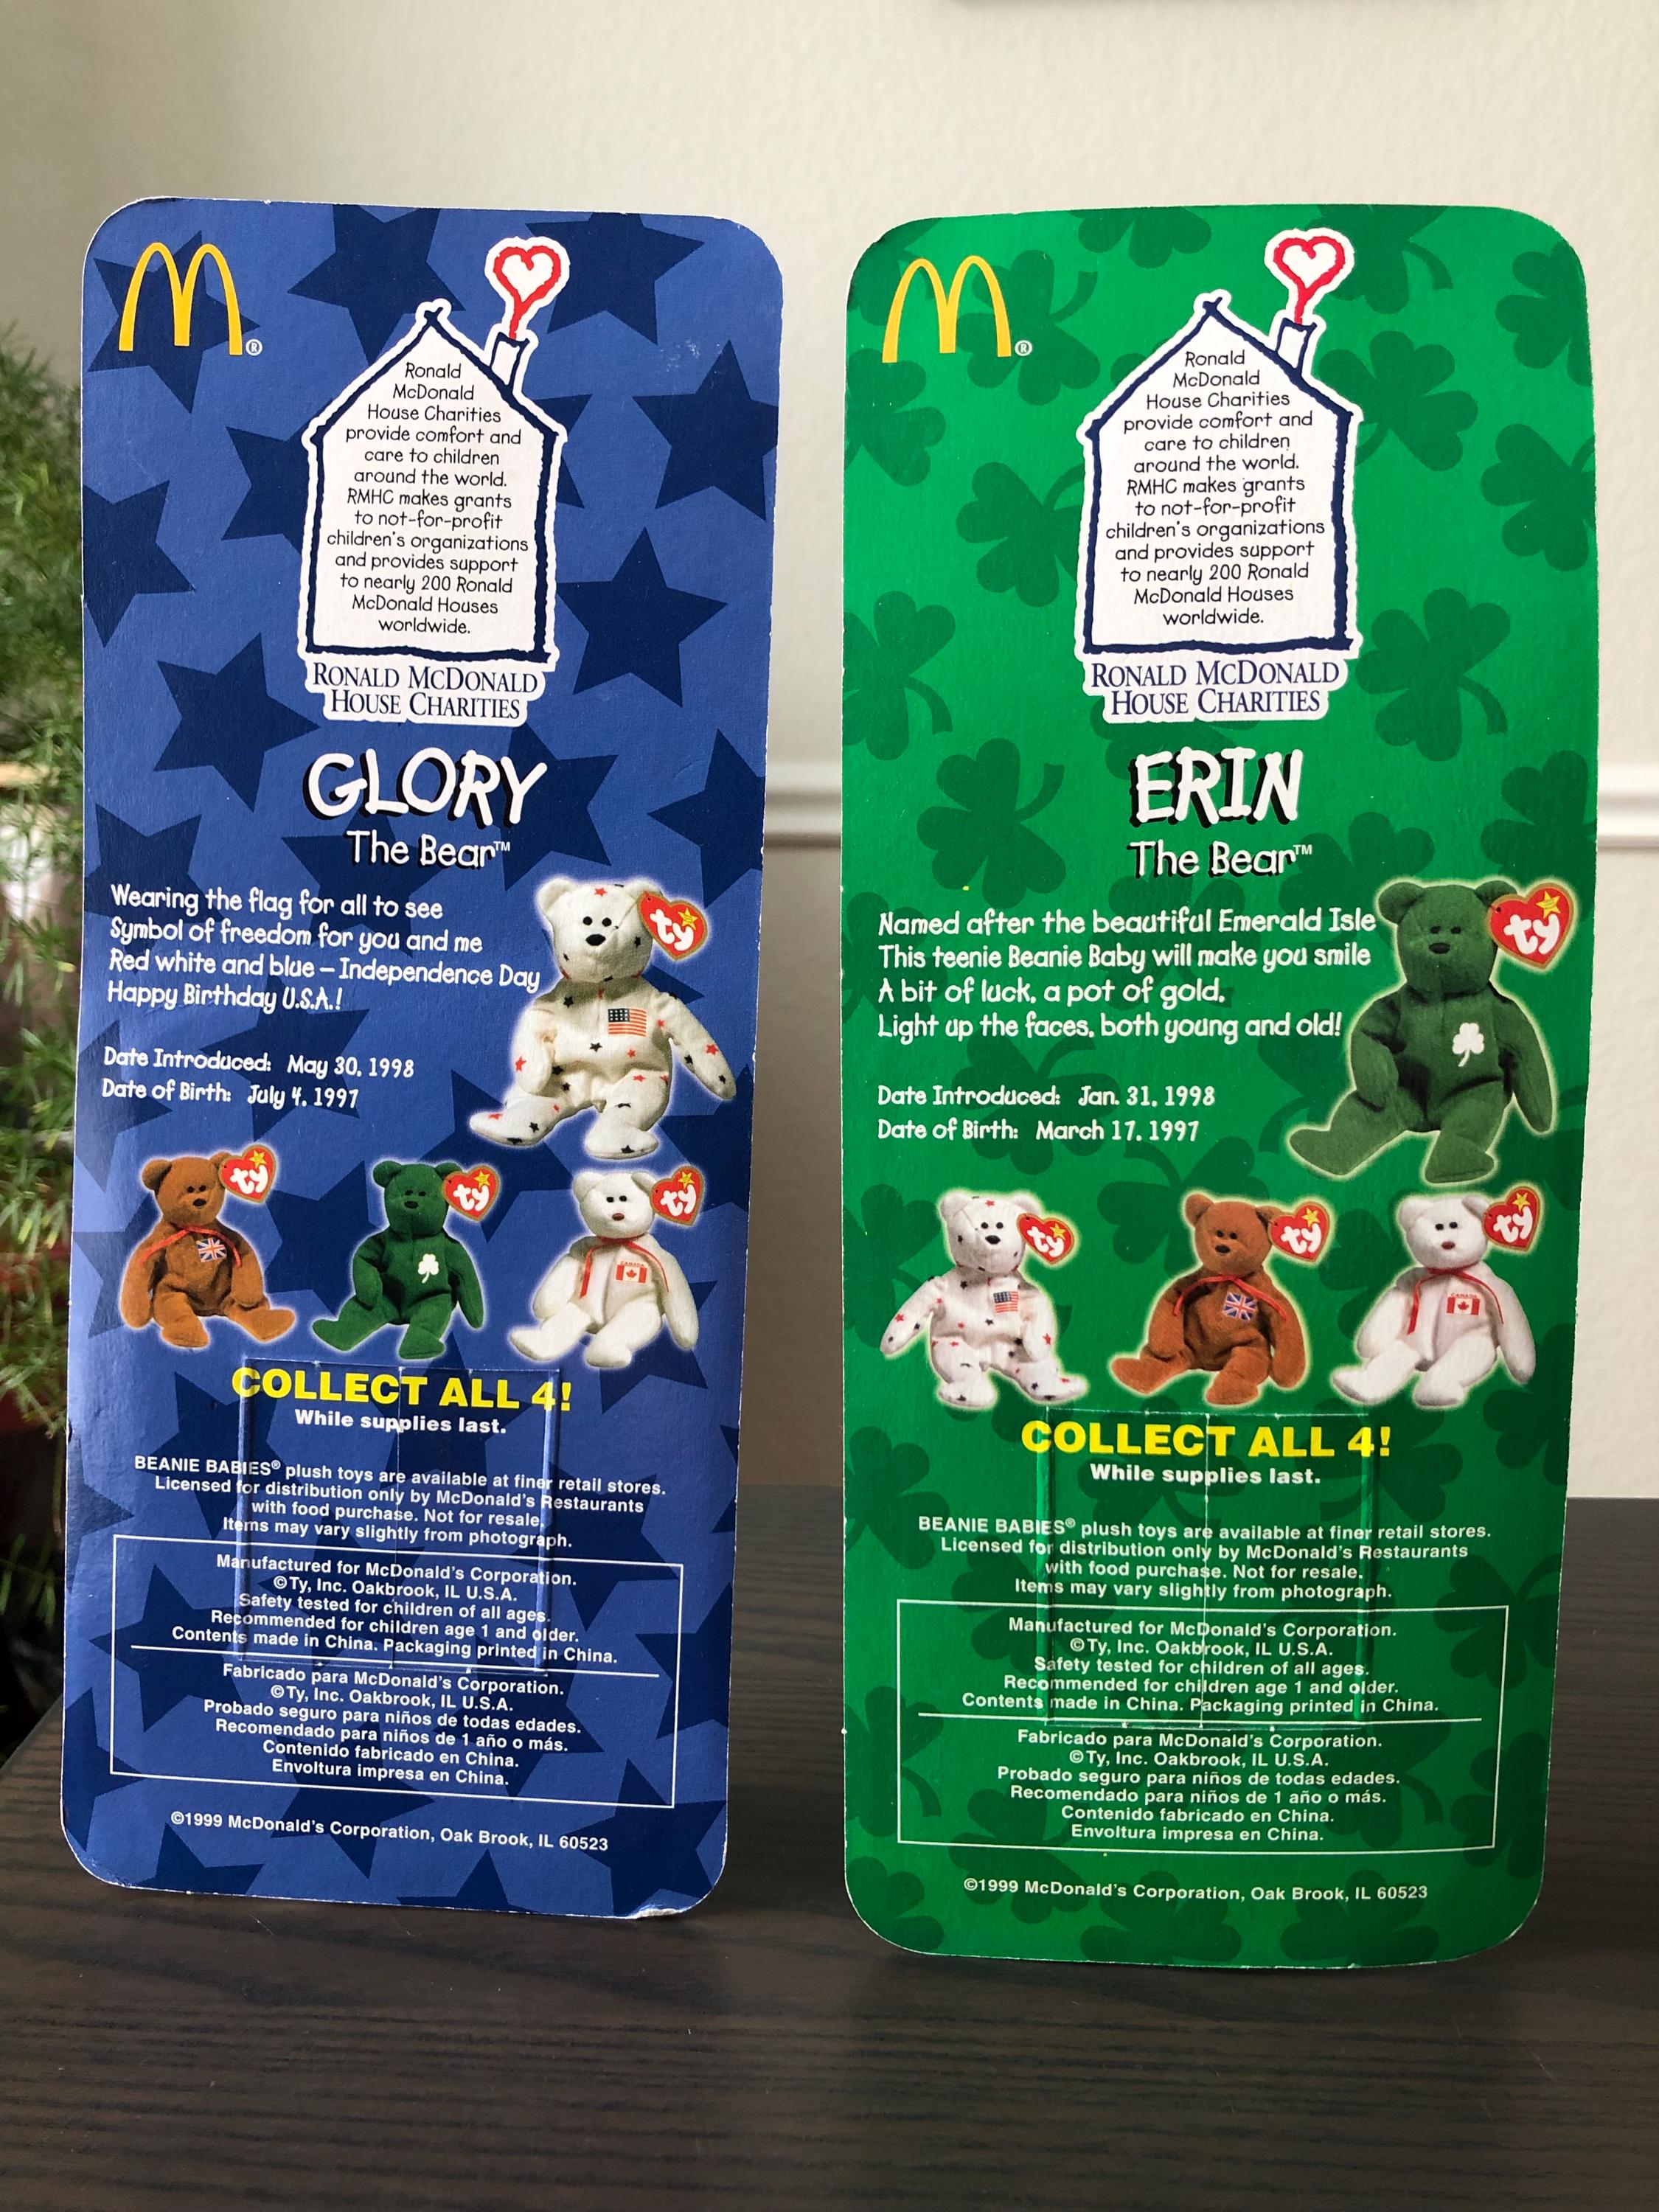 M®
Ronald
McDonald
House Charities
provide comfort and
care to children
around the world.
RMHC makes grants
to not-for-profit
children's organizations
and provides support
to nearly 200 Ronald
McDonald Houses
worldwide.
RONALD MCDONALD
HOUSE CHARITIES
GLORY
The Bear™
Wearing the flag for all to see
Symbol of freedom for you and me
Red white and blue – Independence Day
Happy Birthday U.S.A.!
ty
Date Introduced: May 30, 1998
Date of Birth: July 4, 1997
ty
ty
ty
CANADA
COLLECT ALL 4!
While supplies last.
BEANIE BABIES® plush toys are available at finer retail stores.
Licensed for distribution only by McDonald's Restaurants
with food purchase. Not for resale.
Items may vary slightly from photograph.
Manufactured for McDonald's Corporation.
©Ty, Inc. Oakbrook, IL U.S.A.
Safety tested for children of all ages.
Recommended for children age 1 and older.
Contents made in China. Packaging printed in China.
Fabricado para McDonald's Corporation.
©Ty, Inc. Oakbrook, IL U.S.A.
Probado seguro para niños de todas edades.
Recomendado para niños de 1 año o más.
Contenido fabricado en China.
Envoltura impresa en China.
©1999 McDonald's Corporation, Oak Brook, IL 60523
M®
Ronald
McDonald
House Charities
provide comfort and
care to children
around the world.
RMHC makes grants
to not-for-profit
children's organizations
and provides support
to nearly 200 Ronald
McDonald Houses
worldwide.
RONALD MCDONALD
HOUSE CHARITIES
ERIN
The Bear™
Named after the beautiful Emerald Isle
This teenie Beanie Baby will make you smile
A bit of luck, a pot of gold,
Light up the faces, both young and old!
ty
Date Introduced: Jan. 31, 1998
Date of Birth: March 17, 1997
ty
ty
ty
CANADA
COLLECT ALL 4!
While supplies last.
BEANIE BABIES® plush toys are available at finer retail stores.
Licensed for distribution only by McDonald's Restaurants
with food purchase. Not for resale.
Items may vary slightly from photograph.
Manufactured for McDonald's Corporation.
©Ty, Inc. Oakbrook, IL U.S.A.
Safety tested for children of all ages.
Recommended for children age 1 and older.
Contents made in China. Packaging printed in China.
Fabricado para McDonald's Corporation.
©Ty, Inc. Oakbrook, IL U.S.A.
Probado seguro para niños de todas edades.
Recomendado para niños de 1 año o más.
Contenido fabricado en China.
Envoltura impresa en China.
©1999 McDonald's Corporation, Oak Brook, IL 60523